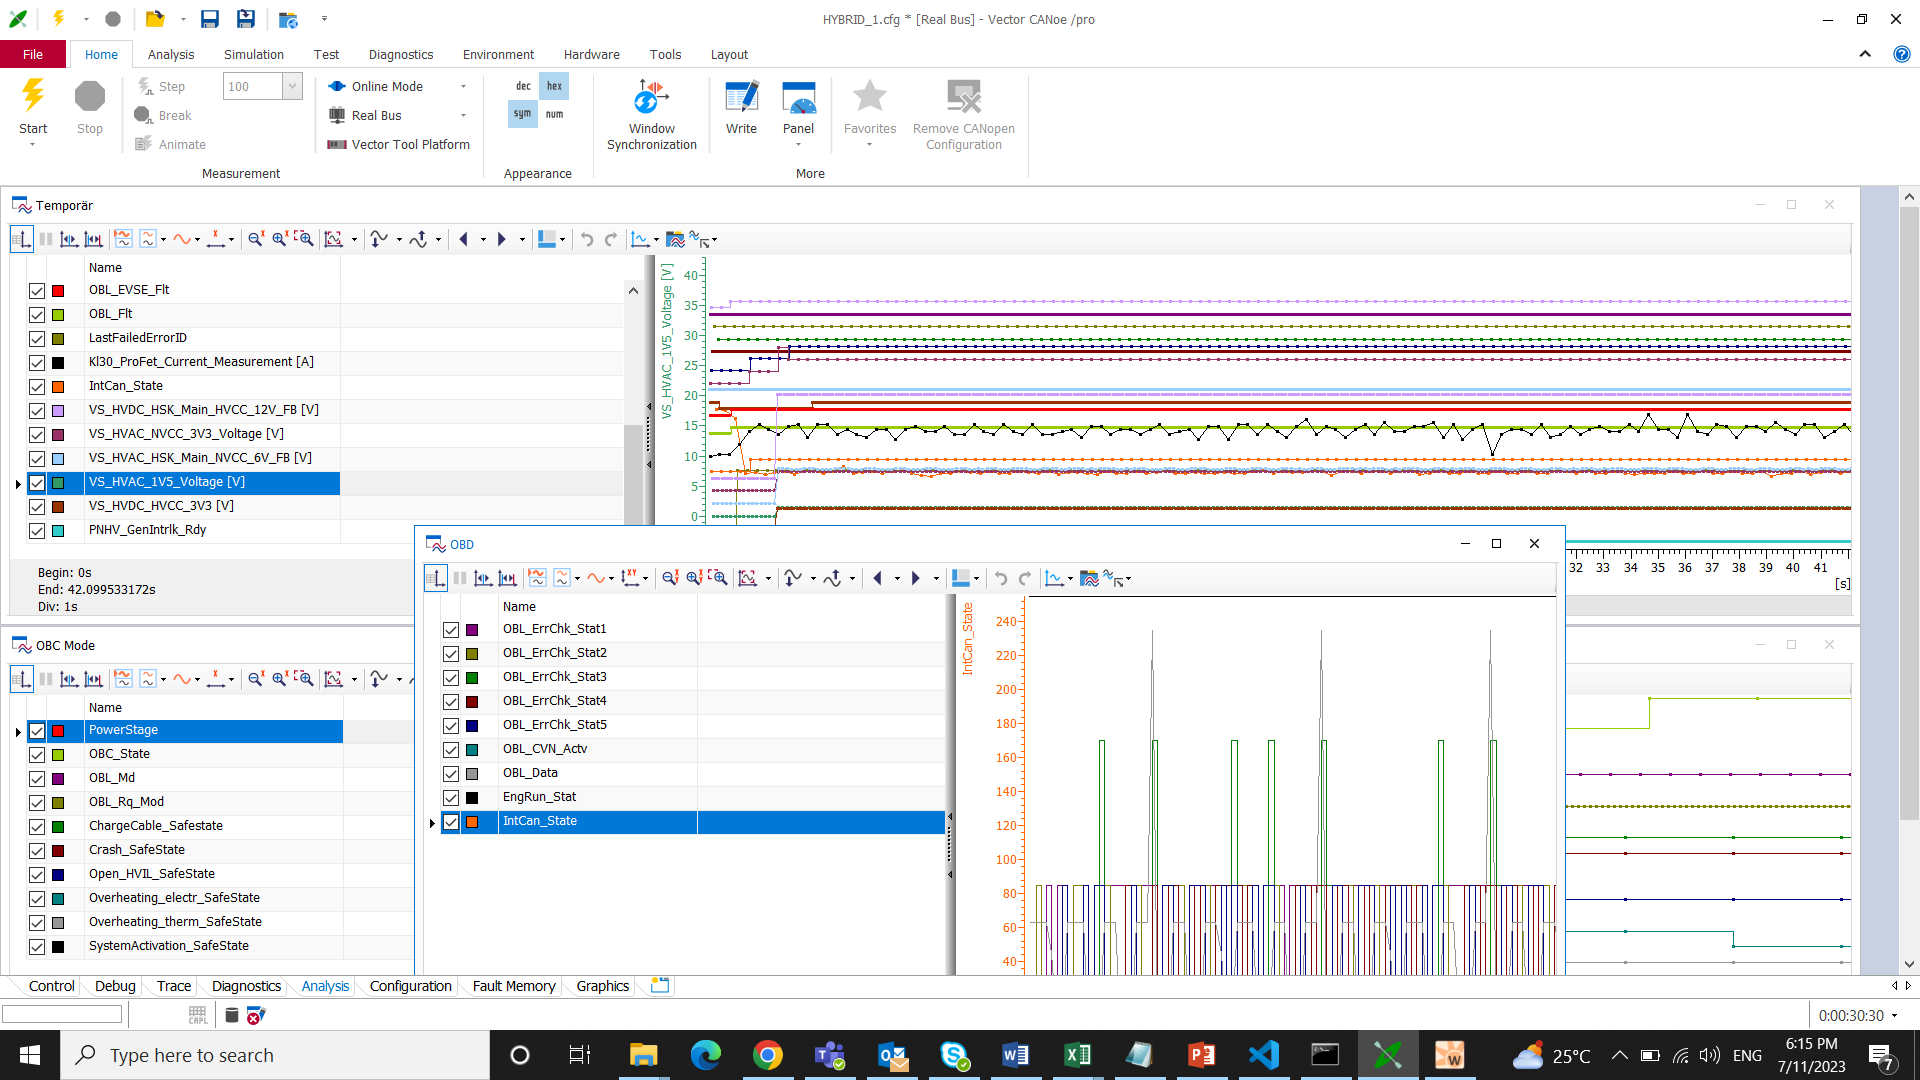 HYBRID_1.cfg * [Real Bus] - Vector CANoe /pro
File Home Analysis Simulation Test Diagnostics Environment Hardware Tools Layout
Start
Stop
Step
100
Break
Animate
Measurement
Online Mode
Real Bus
Vector Tool Platform
dec hex
sym num
Appearance
Window Synchronization
Write
Panel
Favorites
Remove CANopen Configuration
More
Temporär
Name
OBL_EVSE_Flt
OBL_Flt
LastFailedErrorID
Kl30_ProFet_Current_Measurement [A]
IntCan_State
VS_HVDC_HSK_Main_HVCC_12V_FB [V]
VS_HVAC_NVCC_3V3_Voltage [V]
VS_HVAC_HSK_Main_NVCC_6V_FB [V]
VS_HVAC_1V5_Voltage [V]
VS_HVDC_HVCC_3V3 [V]
PNHV_GenIntrlk_Rdy
Begin: 0s
End: 42.099533172s
Div: 1s
VS_HVAC_1V5_Voltage [V]
40
35
30
25
20
15
10
5
0
32 33 34 35 36 37 38 39 40 41
[s]
OBD
Name
OBL_ErrChk_Stat1
OBL_ErrChk_Stat2
OBL_ErrChk_Stat3
OBL_ErrChk_Stat4
OBL_ErrChk_Stat5
OBL_CVN_Actv
OBL_Data
EngRun_Stat
IntCan_State
IntCan_State
240
220
200
180
160
140
120
100
80
60
40
OBC Mode
Name
PowerStage
OBC_State
OBL_Md
OBL_Rq_Mod
ChargeCable_Safestate
Crash_SafeState
Open_HVIL_SafeState
Overheating_electr_SafeState
Overheating_therm_SafeState
SystemActivation_SafeState
Control Debug Trace Diagnostics Analysis Configuration Fault Memory Graphics
CAPL
0:00:30:30
Type here to search
25°C
ENG
6:15 PM
7/11/2023
7